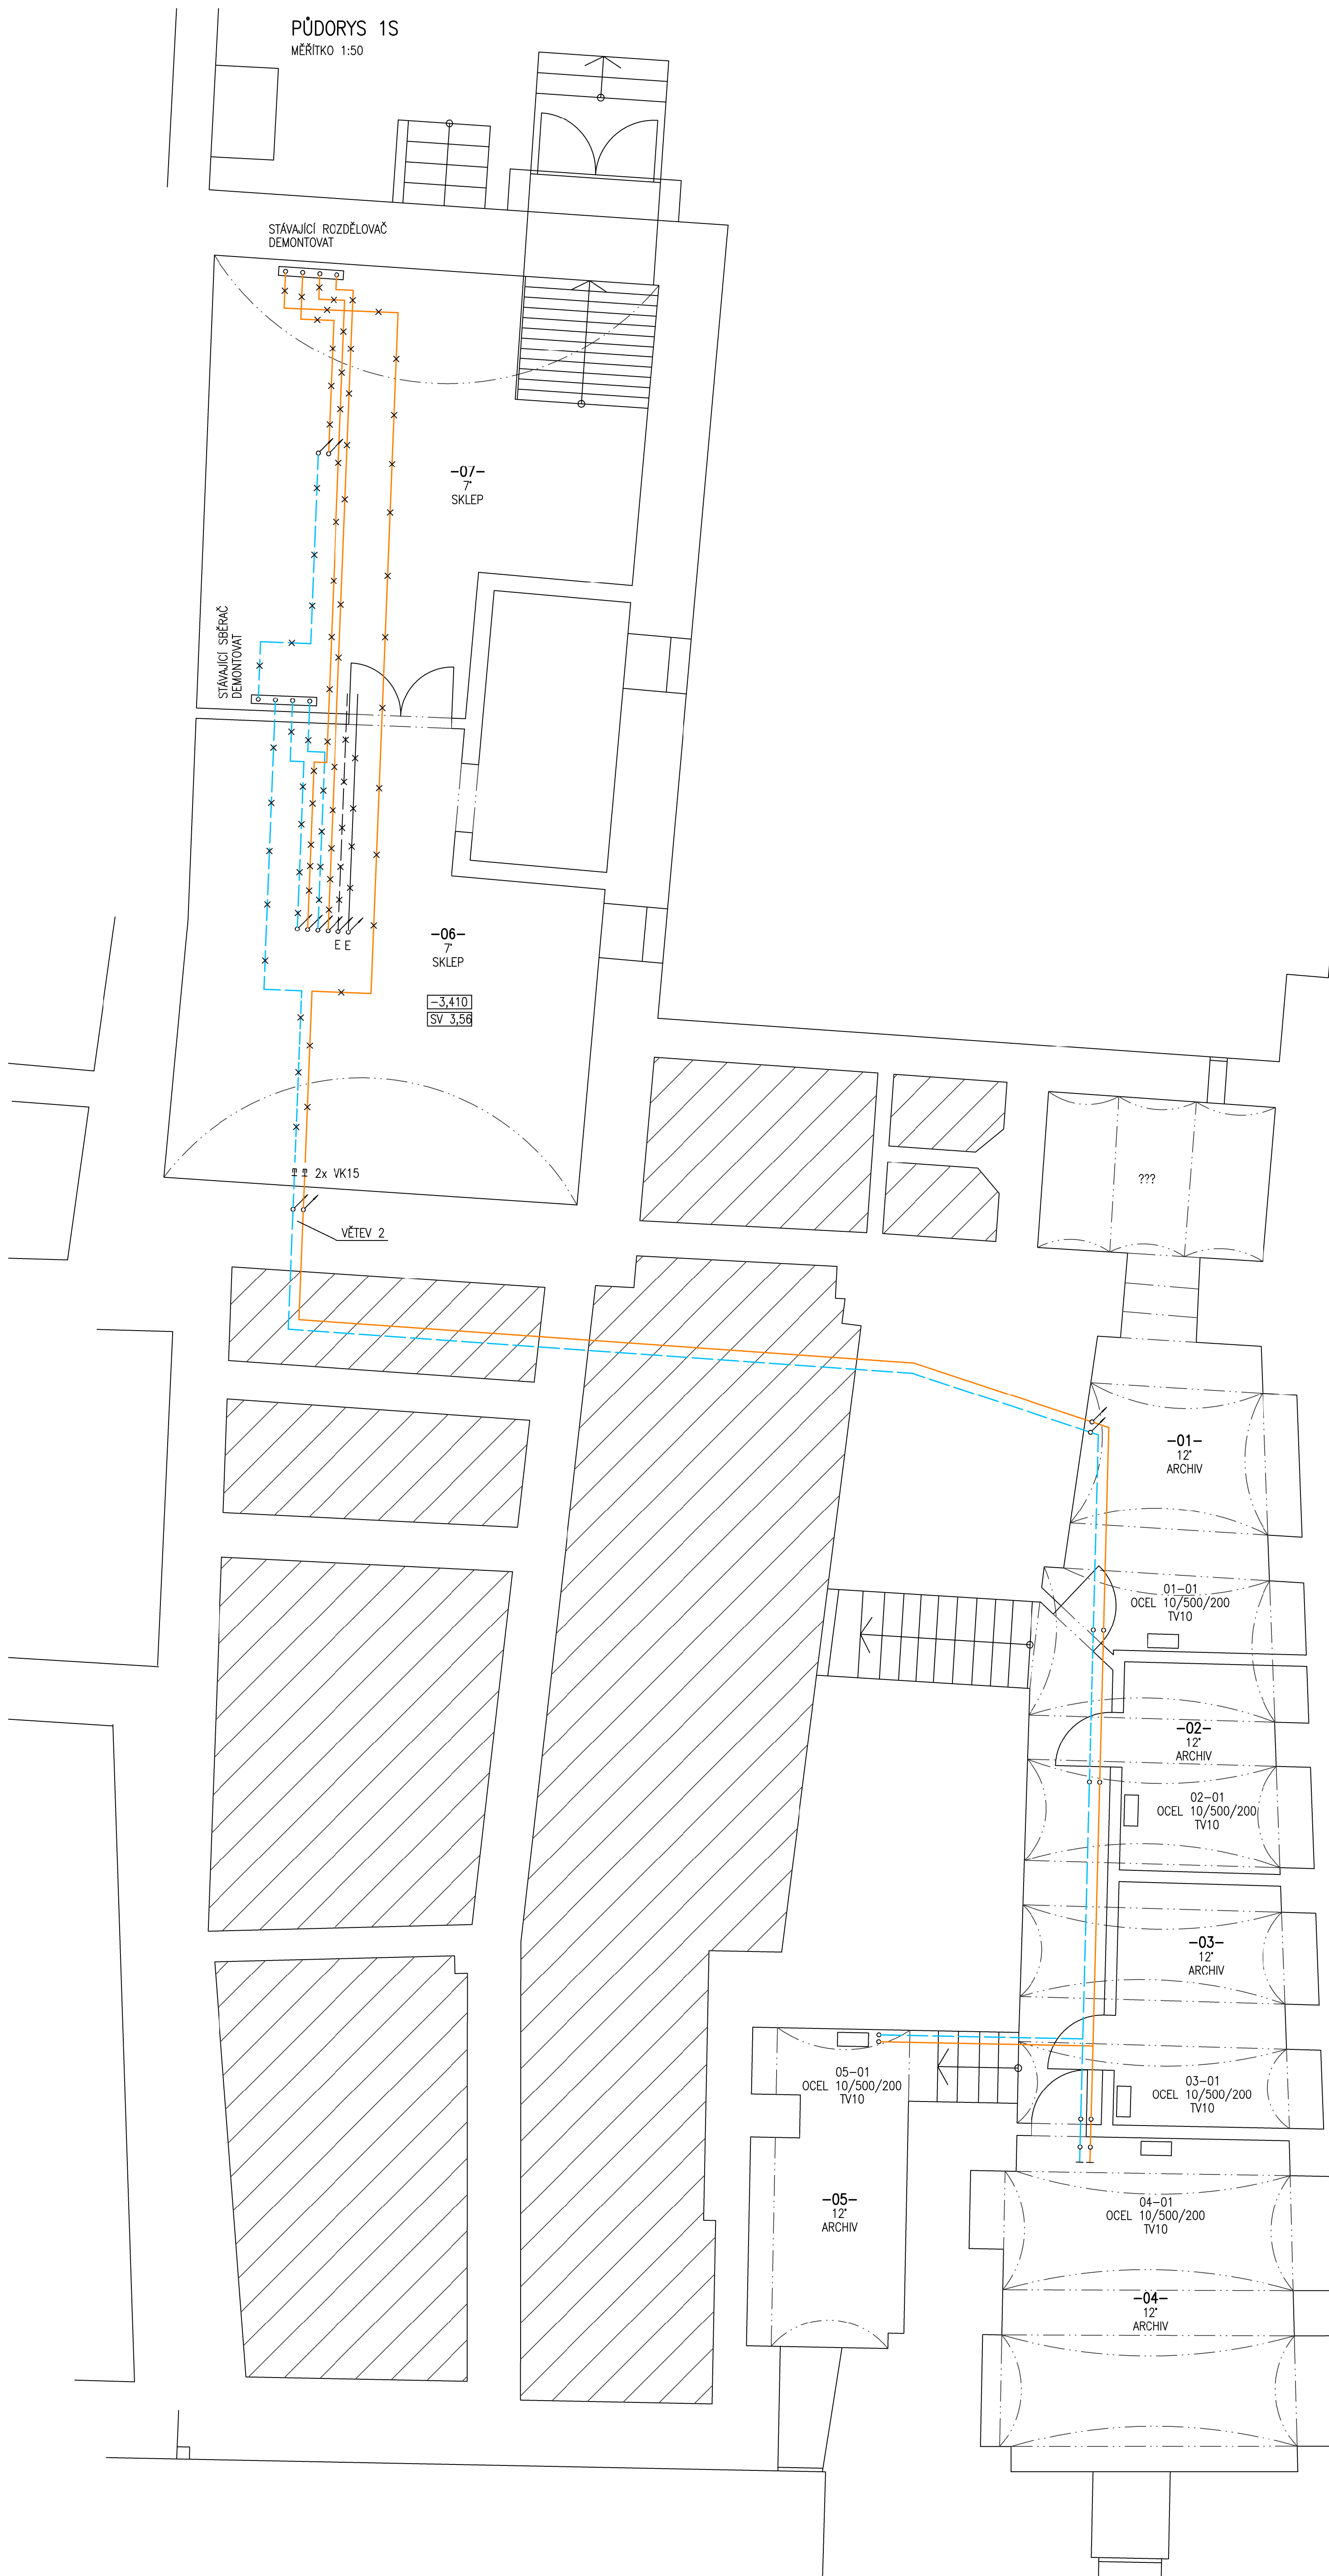 PŮDORYS 1S
MĚŘÍTKO 1:50
STÁVAJÍCÍ ROZDĚLOVAČ
DEMONTOVAT
-07-
7°
SKLEP
STÁVAJÍCÍ SBĚRAČ
DEMONTOVAT
E E
-06-
7°
SKLEP
-3,410
SV 3,56
2x VK15
VĚTEV 2
???
-01-
12°
ARCHIV
01-01
OCEL 10/500/200
TV10
-02-
12°
ARCHIV
02-01
OCEL 10/500/200
TV10
-03-
12°
ARCHIV
03-01
OCEL 10/500/200
TV10
05-01
OCEL 10/500/200
TV10
-05-
12°
ARCHIV
04-01
OCEL 10/500/200
TV10
-04-
12°
ARCHIV